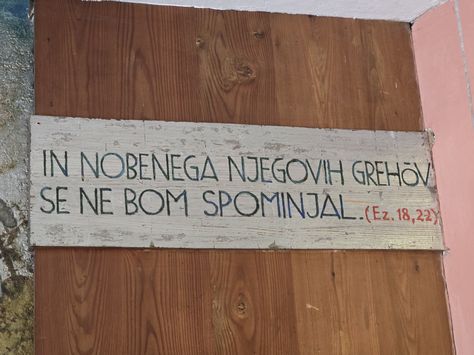 IN NOBENEGA NJEGOVIH GREHOV
SE NE BOM SPOMINJAL. (Ez. 18, 22)